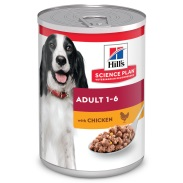 Hill's
SCIENCE PLAN
ADULT 1-6
WITH CHICKEN